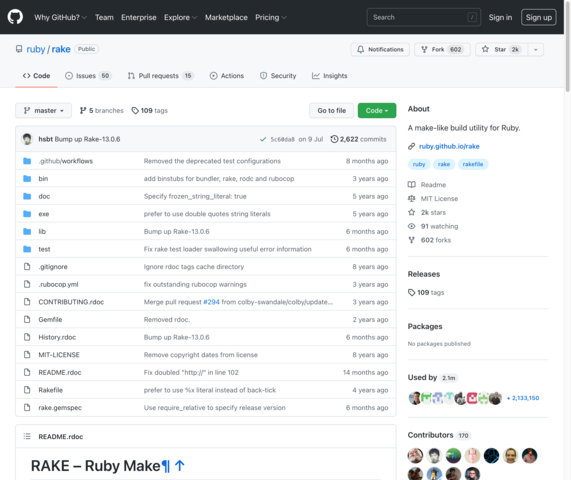 Why GitHub? Team Enterprise Explore Marketplace Pricing Search / Sign in Sign up
ruby / rake Public Notifications Fork 602 Star 2k
Code Issues 50 Pull requests 15 Actions Security Insights
master 5 branches 109 tags Go to file Code
hsbt Bump up Rake-13.0.6 5c60da8 on 9 Jul 2,622 commits
.github/workflows Removed the deprecated test configurations 8 months ago
bin add binstubs for bundler, rake, rdoc and rubocop 3 years ago
doc Specify frozen_string_literal: true 5 years ago
exe prefer to use double quotes string literals 5 years ago
lib Bump up Rake-13.0.6 6 months ago
test Fix rake test loader swallowing useful error information 6 months ago
.gitignore Ignore rdoc tags cache directory 8 years ago
.rubocop.yml fix outstanding rubocop warnings 3 years ago
CONTRIBUTING.rdoc Merge pull request #294 from colby-swandale/colby/update... 3 years ago
Gemfile Removed rdoc. 2 years ago
History.rdoc Bump up Rake-13.0.6 6 months ago
MIT-LICENSE Remove copyright dates from license 8 years ago
README.rdoc Fix doubled "http://" in line 102 14 months ago
Rakefile prefer to use %x literal instead of back-tick 4 years ago
rake.gemspec Use require_relative to specify release version 6 months ago
README.rdoc
RAKE – Ruby Make¶ ↑
About
A make-like build utility for Ruby.
ruby.github.io/rake
ruby rake rakefile
Readme
MIT License
2k stars
91 watching
602 forks
Releases
109 tags
Packages
No packages published
Used by 2.1m
+ 2,133,150
Contributors 170